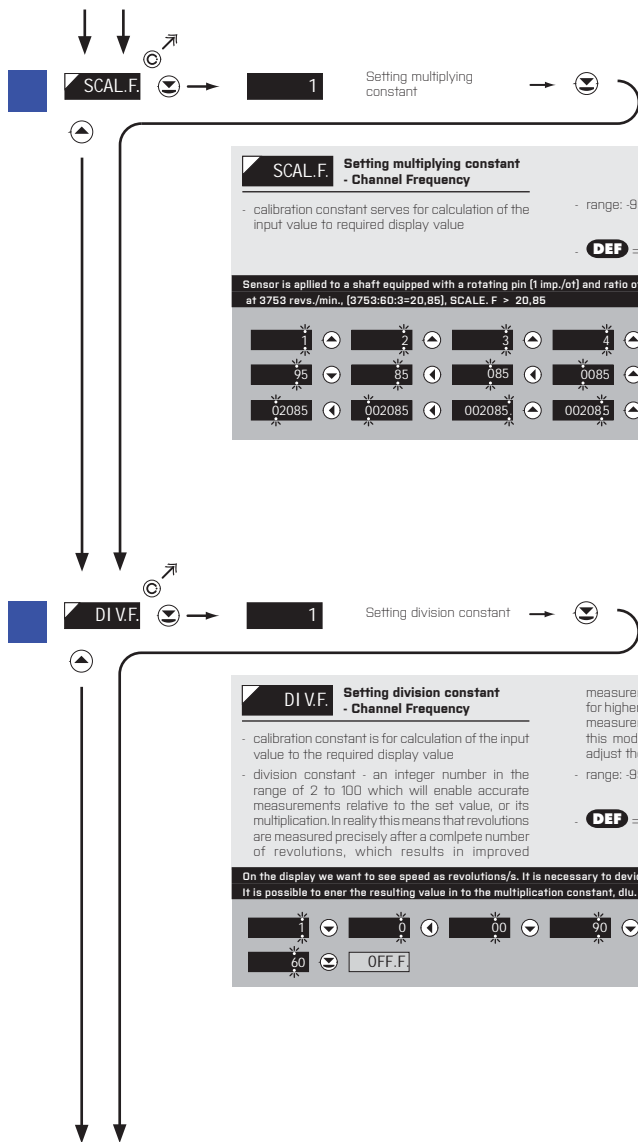 ©
SCAL.F. 1 Setting multiplying
constant
SCAL.F. Setting multiplying constant
- Channel Frequency
- calibration constant serves for calculation of the
input value to required display value
- range: -9
- DEF =
Sensor is apllied to a shaft equipped with a rotating pin (1 imp./ot) and ratio o
at 3753 revs./min., (3753:60:3=20,85), SCALE. F > 20,85
1 2 3 4
95 85 085 0085
02085 002085 002085. 002085
©
DIV.F. 1 Setting division constant
DIV.F. Setting division constant
- Channel Frequency
- calibration constant is for calculation of the input
value to the required display value
- division constant - an integer number in the
range of 2 to 100 which will enable accurate
measurements relative to the set value, or its
multiplication. In reality this means that revolutions
are measured precisely after a comlpete number
of revolutions, which results in improved
measure
for higher
measure
this mod
adjust the
- range: -9
- DEF =
On the display we want to see speed as revolutions/s. It is necessary to devi
It is possible to ener the resulting value in to the multiplication constant, dlu.
1 0 00 90
60 OFF.F.